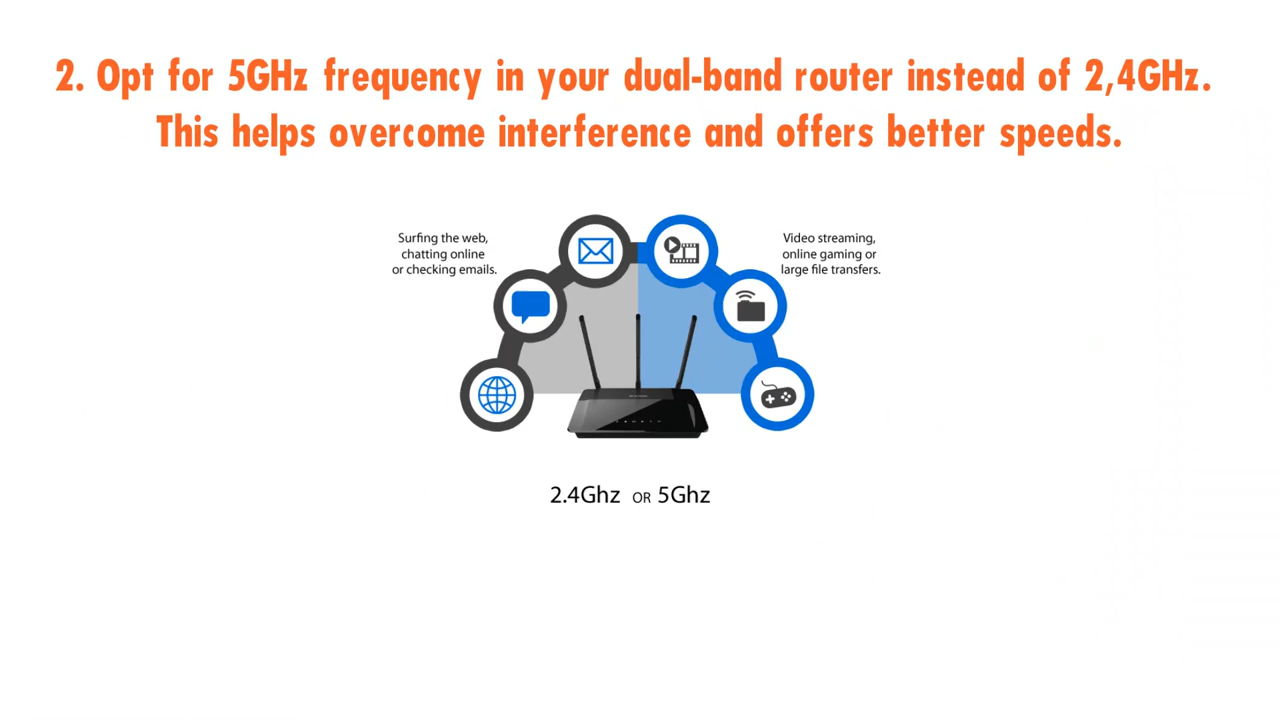 2. Opt for 5GHz frequency in your dual-band router instead of 2,4GHz.
This helps overcome interference and offers better speeds.
Surfing the web,
chatting online
or checking emails.
Video streaming,
online gaming or
large file transfers.
2.4Ghz OR 5Ghz